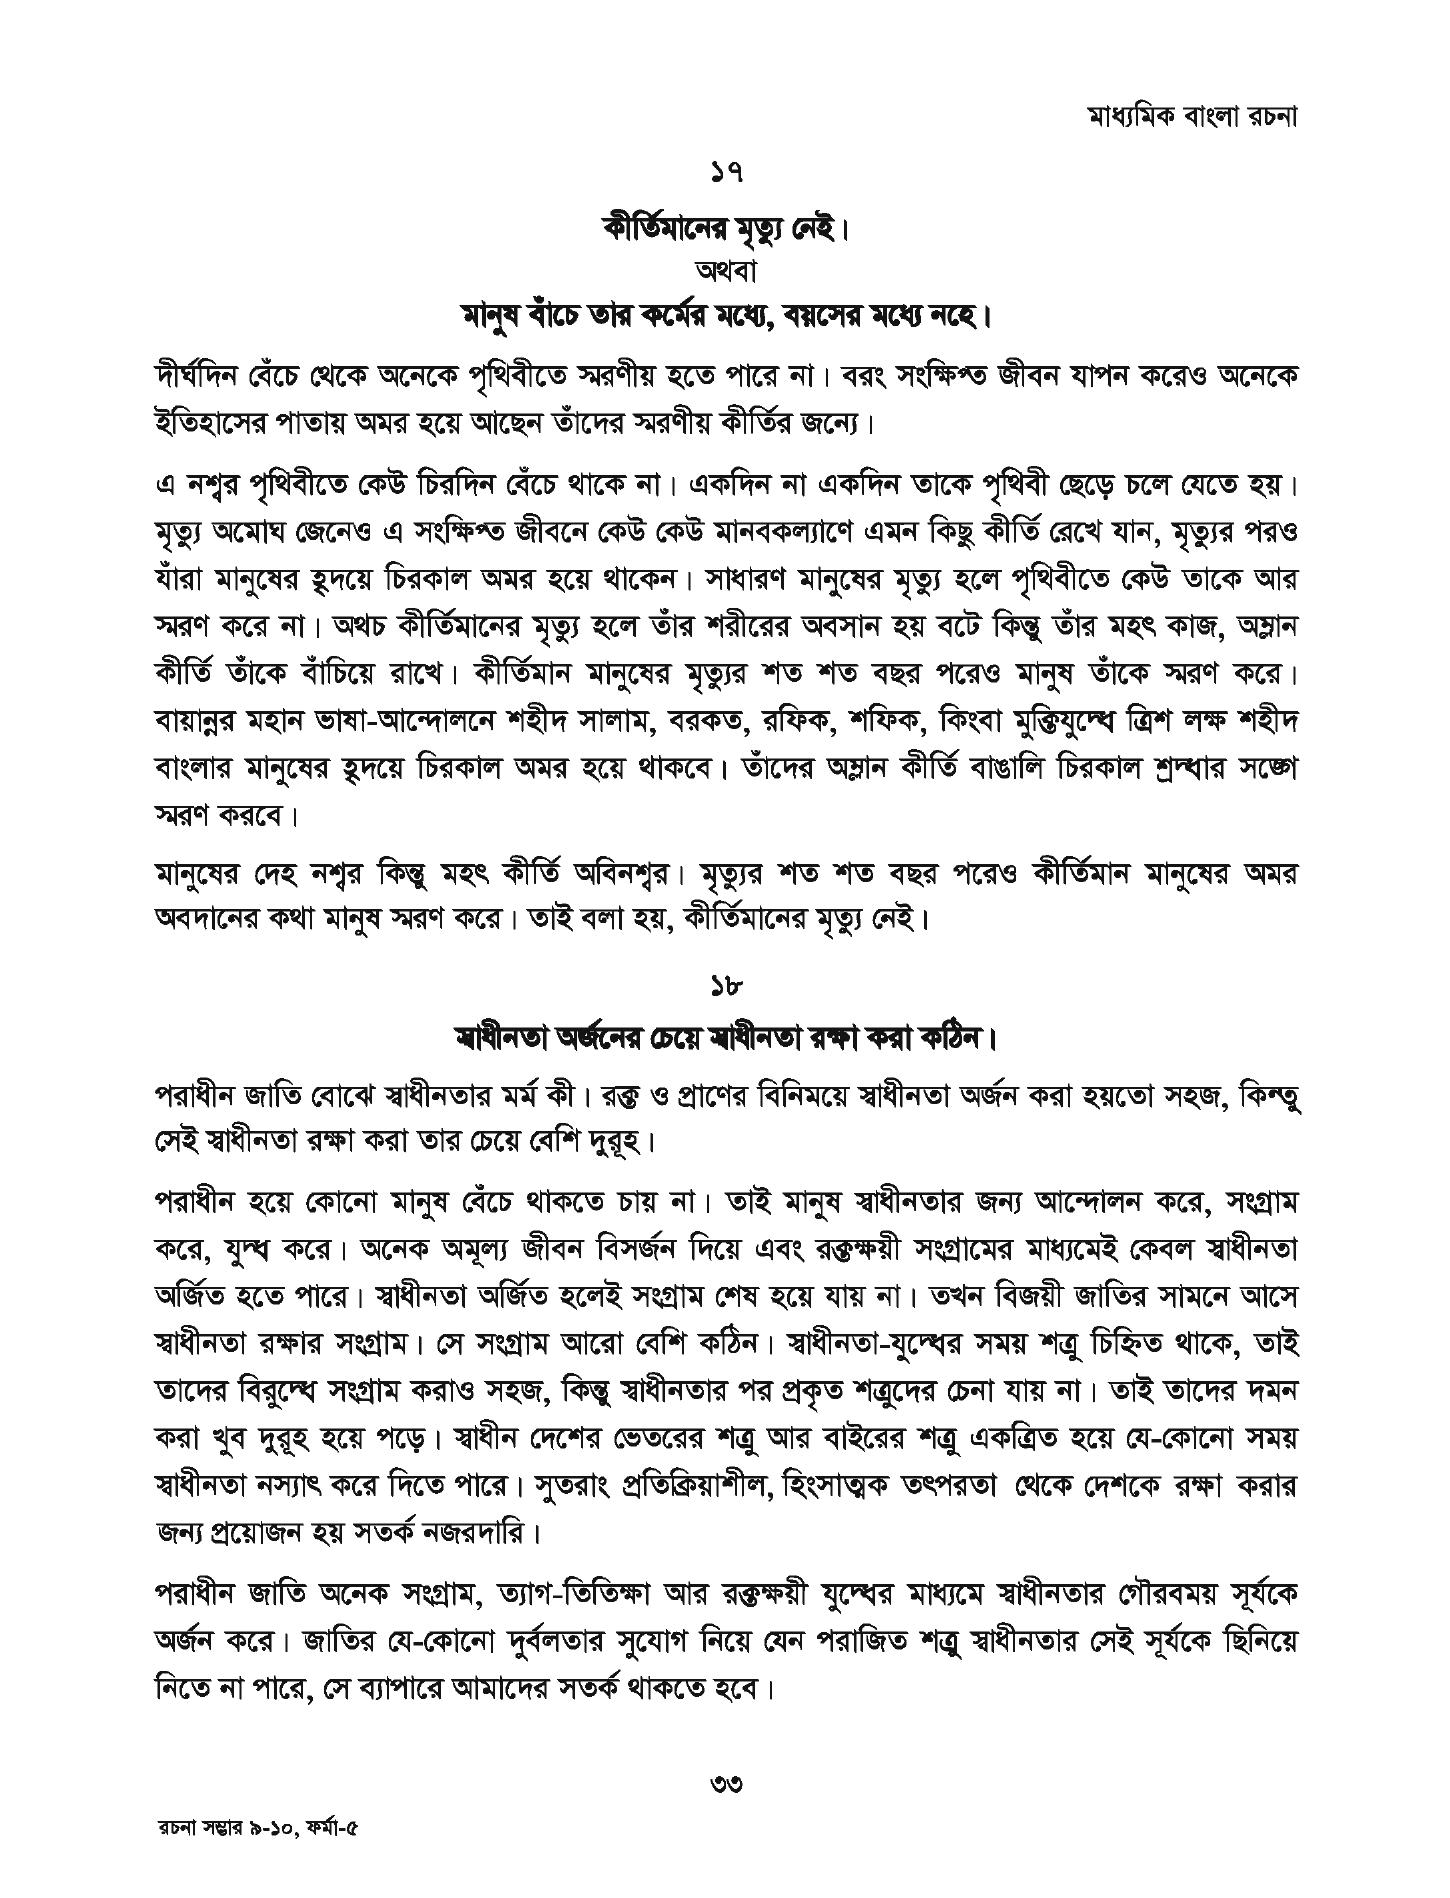 মাধ্যমিক বাংলা রচনা
১৭
কীর্তিমানের মৃত্যু নেই।
অথবা
মানুষ বাঁচে তার কর্মের মধ্যে, বয়সের মধ্যে নহে।
দীর্ঘদিন বেঁচে থেকে অনেকে পৃথিবীতে স্মরণীয় হতে পারে না। বরং সংক্ষিপ্ত জীবন যাপন করেও অনেকে
ইতিহাসের পাতায় অমর হয়ে আছেন তাঁদের স্মরণীয় কীর্তির জন্যে।
এ নশ্বর পৃথিবীতে কেউ চিরদিন বেঁচে থাকে না। একদিন না একদিন তাকে পৃথিবী ছেড়ে চলে যেতে হয়।
মৃত্যু অমোঘ জেনেও এ সংক্ষিপ্ত জীবনে কেউ কেউ মানবকল্যাণে এমন কিছু কীর্তি রেখে যান, মৃত্যুর পরও
যাঁরা মানুষের হৃদয়ে চিরকাল অমর হয়ে থাকেন। সাধারণ মানুষের মৃত্যু হলে পৃথিবীতে কেউ তাকে আর
স্মরণ করে না। অথচ কীর্তিমানের মৃত্যু হলে তাঁর শরীরের অবসান হয় বটে কিন্তু তাঁর মহৎ কাজ, অম্লান
কীর্তি তাঁকে বাঁচিয়ে রাখে। কীর্তিমান মানুষের মৃত্যুর শত শত বছর পরেও মানুষ তাঁকে স্মরণ করে।
বায়ান্নর মহান ভাষা-আন্দোলনে শহীদ সালাম, বরকত, রফিক, শফিক, কিংবা মুক্তিযুদ্ধে ত্রিশ লক্ষ শহীদ
বাংলার মানুষের হৃদয়ে চিরকাল অমর হয়ে থাকবে। তাঁদের অম্লান কীর্তি বাঙালি চিরকাল শ্রদ্ধার সঙ্গে
স্মরণ করবে।
মানুষের দেহ নশ্বর কিন্তু মহৎ কীর্তি অবিনশ্বর। মৃত্যুর শত শত বছর পরেও কীর্তিমান মানুষের অমর
অবদানের কথা মানুষ স্মরণ করে। তাই বলা হয়, কীর্তিমানের মৃত্যু নেই।
১৮
স্বাধীনতা অর্জনের চেয়ে স্বাধীনতা রক্ষা করা কঠিন।
পরাধীন জাতি বোঝে স্বাধীনতার মর্ম কী। রক্ত ও প্রাণের বিনিময়ে স্বাধীনতা অর্জন করা হয়তো সহজ, কিন্তু
সেই স্বাধীনতা রক্ষা করা তার চেয়ে বেশি দুরূহ।
পরাধীন হয়ে কোনো মানুষ বেঁচে থাকতে চায় না। তাই মানুষ স্বাধীনতার জন্য আন্দোলন করে, সংগ্রাম
করে, যুদ্ধ করে। অনেক অমূল্য জীবন বিসর্জন দিয়ে এবং রক্তক্ষয়ী সংগ্রামের মাধ্যমেই কেবল স্বাধীনতা
অর্জিত হতে পারে। স্বাধীনতা অর্জিত হলেই সংগ্রাম শেষ হয়ে যায় না। তখন বিজয়ী জাতির সামনে আসে
স্বাধীনতা রক্ষার সংগ্রাম। সে সংগ্রাম আরো বেশি কঠিন। স্বাধীনতা-যুদ্ধের সময় শত্রু চিহ্নিত থাকে, তাই
তাদের বিরুদ্ধে সংগ্রাম করাও সহজ, কিন্তু স্বাধীনতার পর প্রকৃত শত্রুদের চেনা যায় না। তাই তাদের দমন
করা খুব দুরূহ হয়ে পড়ে। স্বাধীন দেশের ভেতরের শত্রু আর বাইরের শত্রু একত্রিত হয়ে যে-কোনো সময়
স্বাধীনতা নস্যাৎ করে দিতে পারে। সুতরাং প্রতিক্রিয়াশীল, হিংসাত্মক তৎপরতা থেকে দেশকে রক্ষা করার
জন্য প্রয়োজন হয় সতর্ক নজরদারি।
পরাধীন জাতি অনেক সংগ্রাম, ত্যাগ-তিতিক্ষা আর রক্তক্ষয়ী যুদ্ধের মাধ্যমে স্বাধীনতার গৌরবময় সূর্যকে
অর্জন করে। জাতির যে-কোনো দুর্বলতার সুযোগ নিয়ে যেন পরাজিত শত্রু স্বাধীনতার সেই সূর্যকে ছিনিয়ে
নিতে না পারে, সে ব্যাপারে আমাদের সতর্ক থাকতে হবে।
৩৩
রচনা সম্ভার ৯-১০, ফর্মা-৫